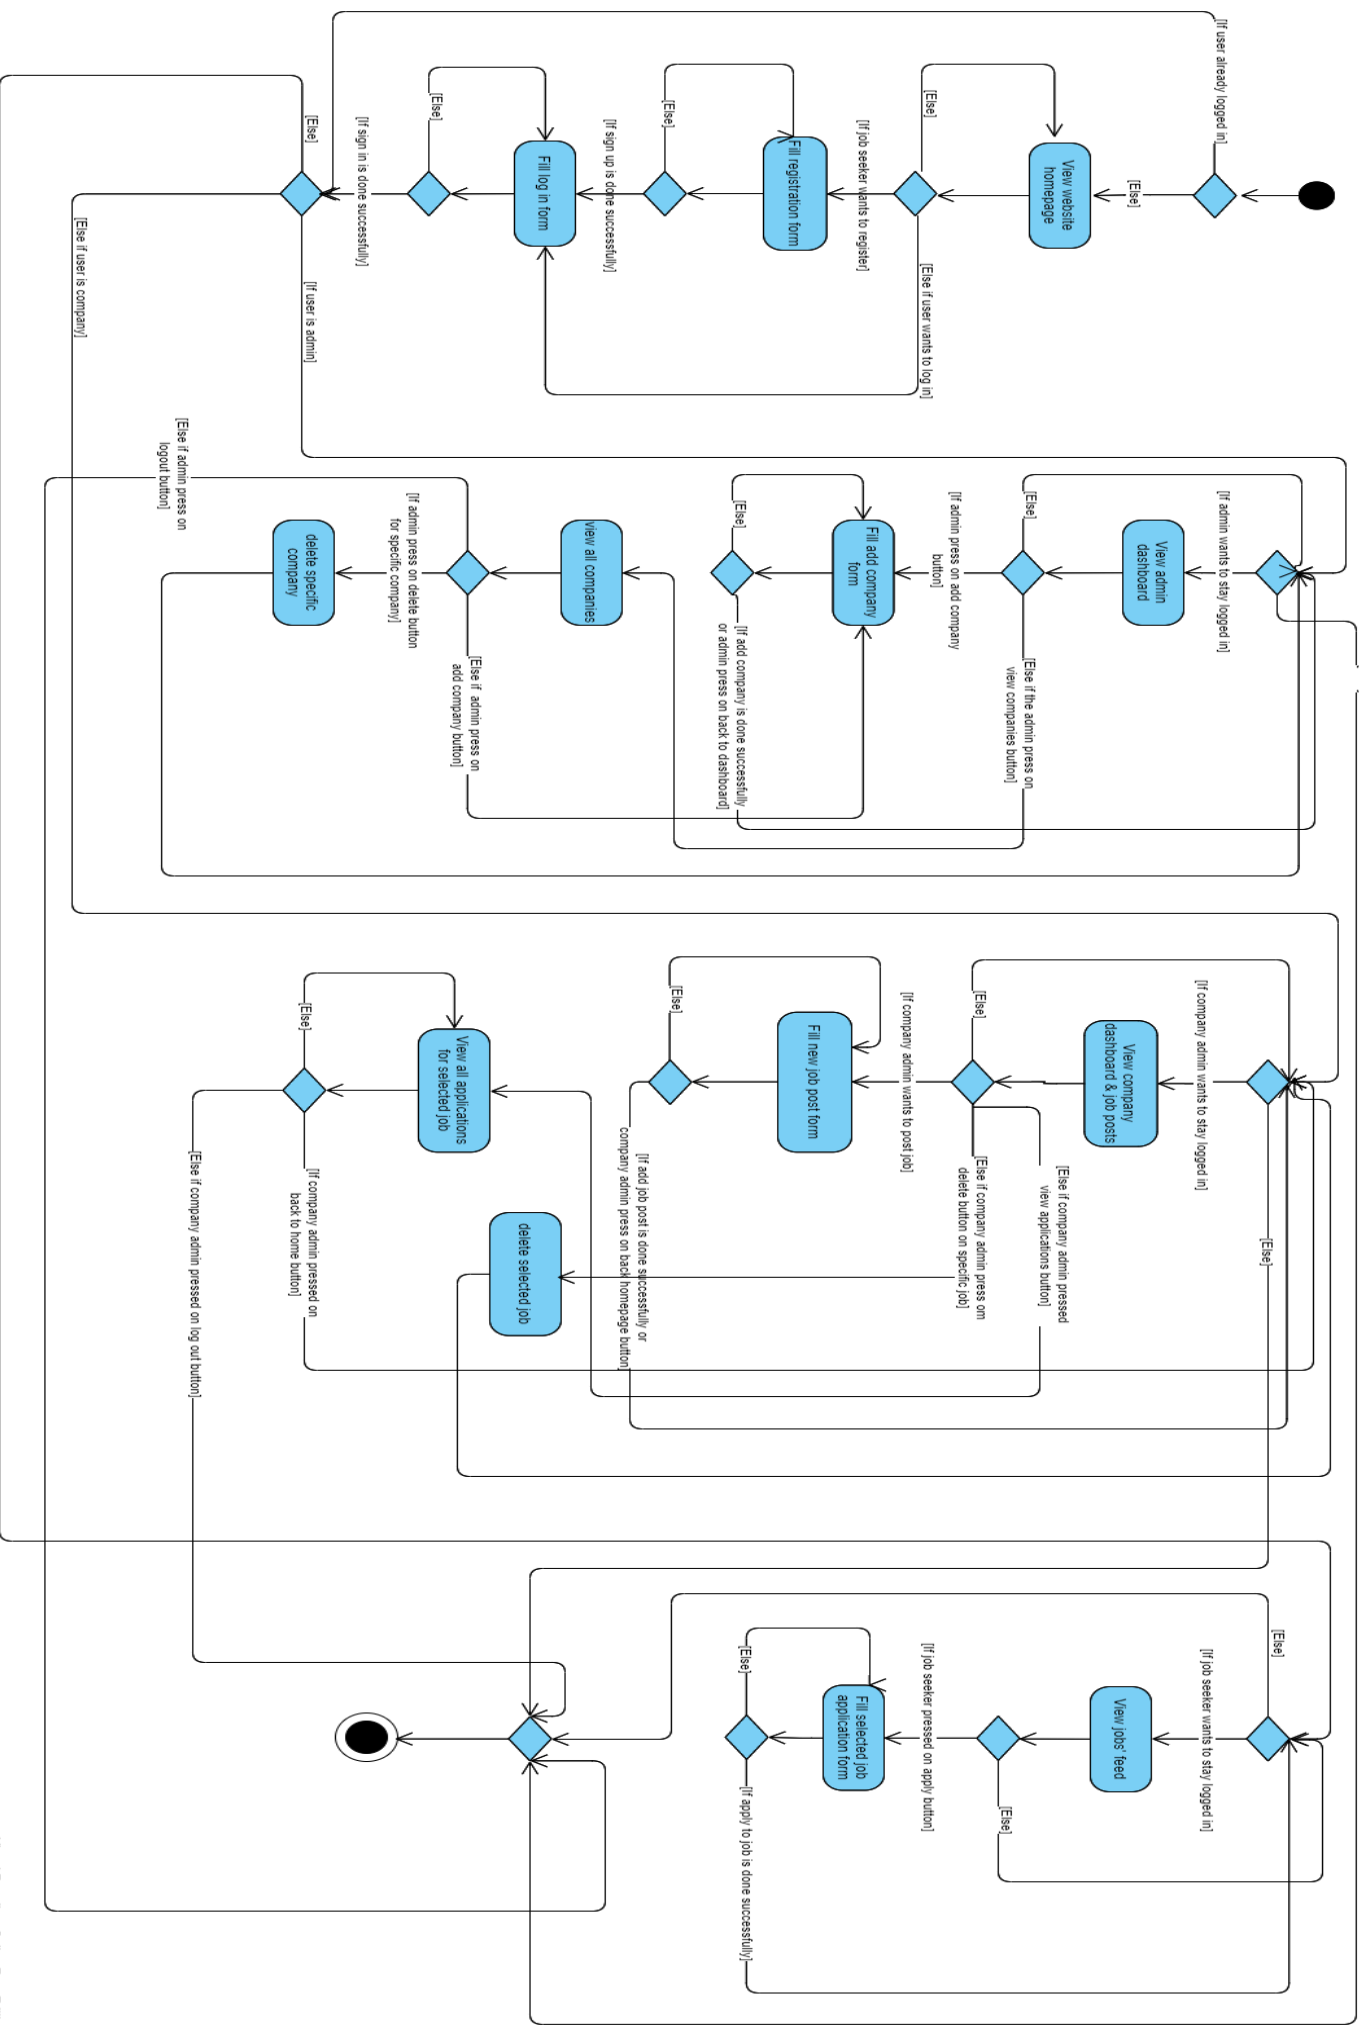 [If user already logged in]
[Else]
View website
homepage
[Else]
[Else if user wants to log in]
[If job seeker wants to register]
Fill registration form
[Else]
[If sign up is done successfully]
Fill log in form
[Else]
[If sign in is done successfully]
[Else]
[If user is admin]
[Else if user is company]
[If admin wants to stay logged in]
View admin
dashboard
[Else]
[Else if the admin press on
view companies button]
[If admin press on add company
button]
Fill add company
form
[Else]
[If add company is done successfully
or admin press on back to dashboard]
view all companies
[Else if admin press on
add company button]
[If admin press on delete button
for specific company]
delete specific
company
[Else if admin press on
logout button]
[Else]
[If company admin wants to stay logged in]
View company
dashboard & job posts
[Else if company admin pressed
view applications button]
[Else]
[Else if company admin press om
delete button on specific job]
[If company admin wants to post job]
Fill new job post form
[Else]
[If add job post is done successfully or
company admin press on back homepage button]
delete selected job
View all applications
for selected job
[Else]
[If company admin pressed on
back to home button]
[Else if company admin pressed on log out button]
[Else]
[If job seeker wants to stay logged in]
View jobs' feed
[Else]
[If job seeker pressed on apply button]
Fill selected job
application form
[Else]
[If apply to job is done successfully]